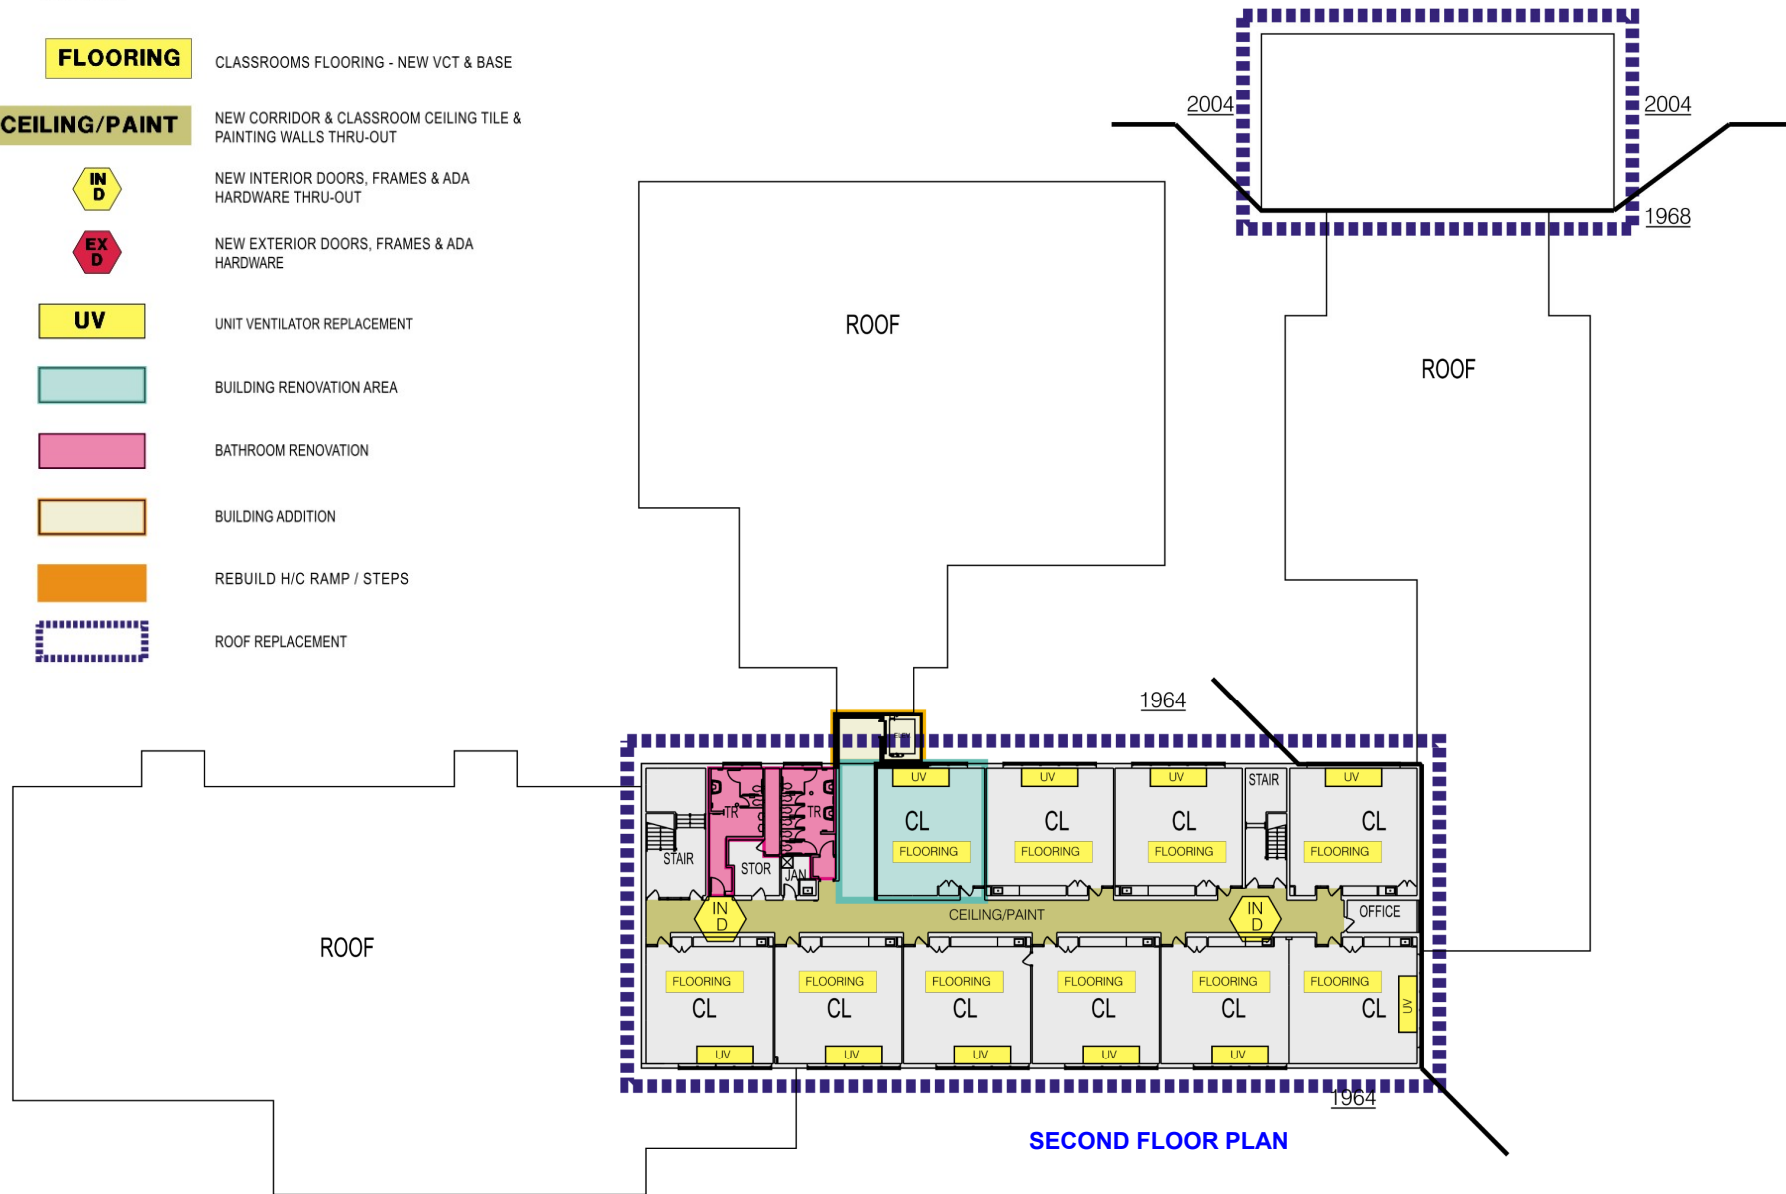 FLOORING
CLASSROOMS FLOORING - NEW VCT & BASE
CEILING/PAINT
NEW CORRIDOR & CLASSROOM CEILING TILE &
PAINTING WALLS THRU-OUT
IN
D
NEW INTERIOR DOORS, FRAMES & ADA
HARDWARE THRU-OUT
EX
D
NEW EXTERIOR DOORS, FRAMES & ADA
HARDWARE
UV
UNIT VENTILATOR REPLACEMENT
BUILDING RENOVATION AREA
BATHROOM RENOVATION
BUILDING ADDITION
REBUILD H/C RAMP / STEPS
ROOF REPLACEMENT
2004
2004
1968
ROOF
ROOF
1964
UV
UV
UV
STAIR
UV
TR
TR
CL
CL
CL
CL
STAIR
STOR
JAN
FLOORING
FLOORING
FLOORING
FLOORING
IN
D
CEILING/PAINT
IN
D
OFFICE
ROOF
FLOORING
FLOORING
FLOORING
FLOORING
FLOORING
FLOORING
CL
CL
CL
CL
CL
CL
UV
UV
UV
UV
UV
UV
1964
SECOND FLOOR PLAN